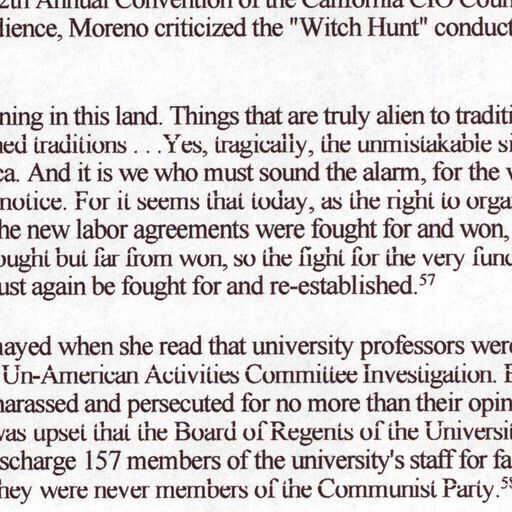 2th Annual Convention of the California CIO Coun
dience, Moreno criticized the "Witch Hunt" conduct
ning in this land. Things that are truly alien to traditi
ned traditions . . .Yes, tragically, the unmistakable si
ca. And it is we who must sound the alarm, for the v
notice. For it seems that today, as the right to orga
he new labor agreements were fought for and won,
ought but far from won, so the fight for the very fund
ust again be fought for and re-established.57
nayed when she read that university professors were
Un-American Activities Committee Investigation. E
harassed and persecuted for no more than their opin
was upset that the Board of Regents of the Universit
scharge 157 members of the university's staff for fa
hey were never members of the Communist Party.58